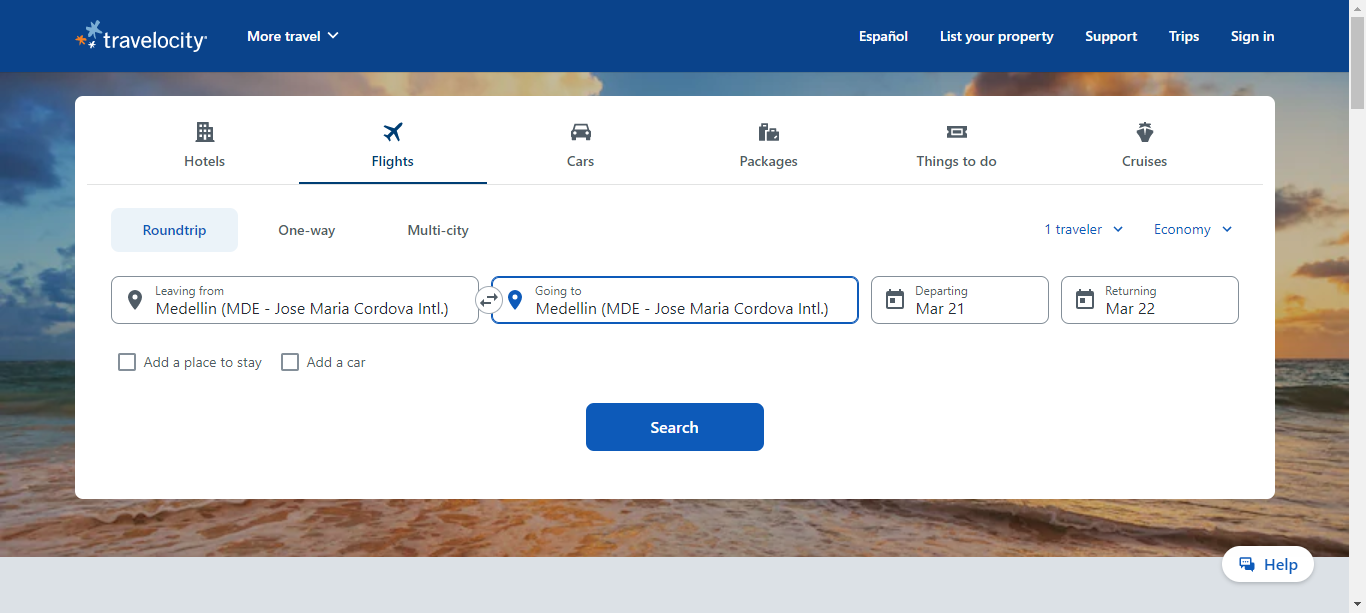 travelocity
More travel
Español
List your property
Support
Trips
Sign in
Hotels
Flights
Cars
Packages
Things to do
Cruises
Roundtrip
One-way
Multi-city
1 traveler
Economy
Leaving from
Medellin (MDE - Jose Maria Cordova Intl.)
Going to
Medellin (MDE - Jose Maria Cordova Intl.)
Departing
Mar 21
Returning
Mar 22
Add a place to stay
Add a car
Search
Help